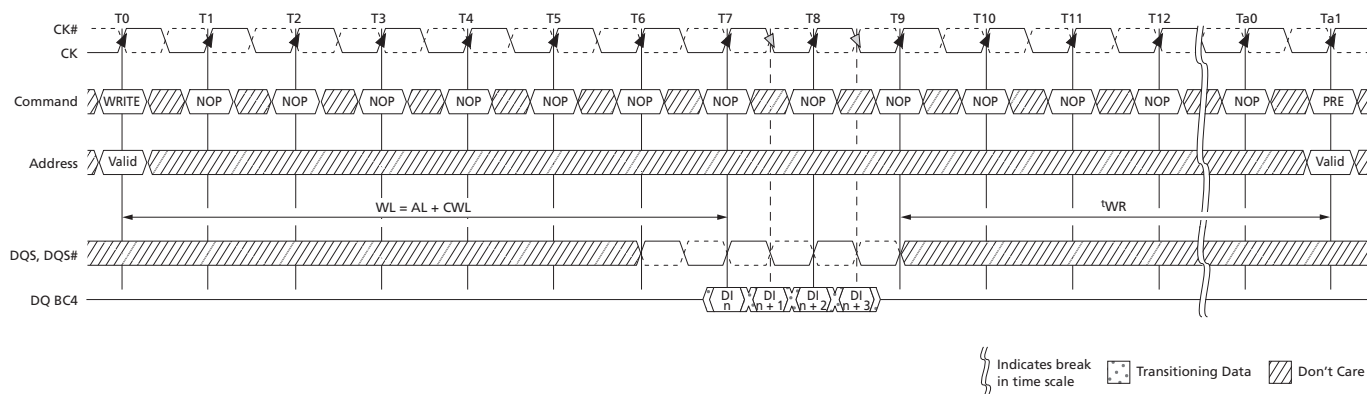 T0 T1 T2 T3 T4 T5 T6 T7 T8 T9 T10 T11 T12 Ta0 Ta1
CK#
CK
Command WRITE NOP NOP NOP NOP NOP NOP NOP NOP NOP NOP NOP NOP NOP PRE
Address Valid Valid
WL = AL + CWL tWR
DQS, DQS#
DQ BC4 DI n DI n + 1 DI n + 2 DI n + 3
Indicates break
in time scale
Transitioning Data
Don't Care